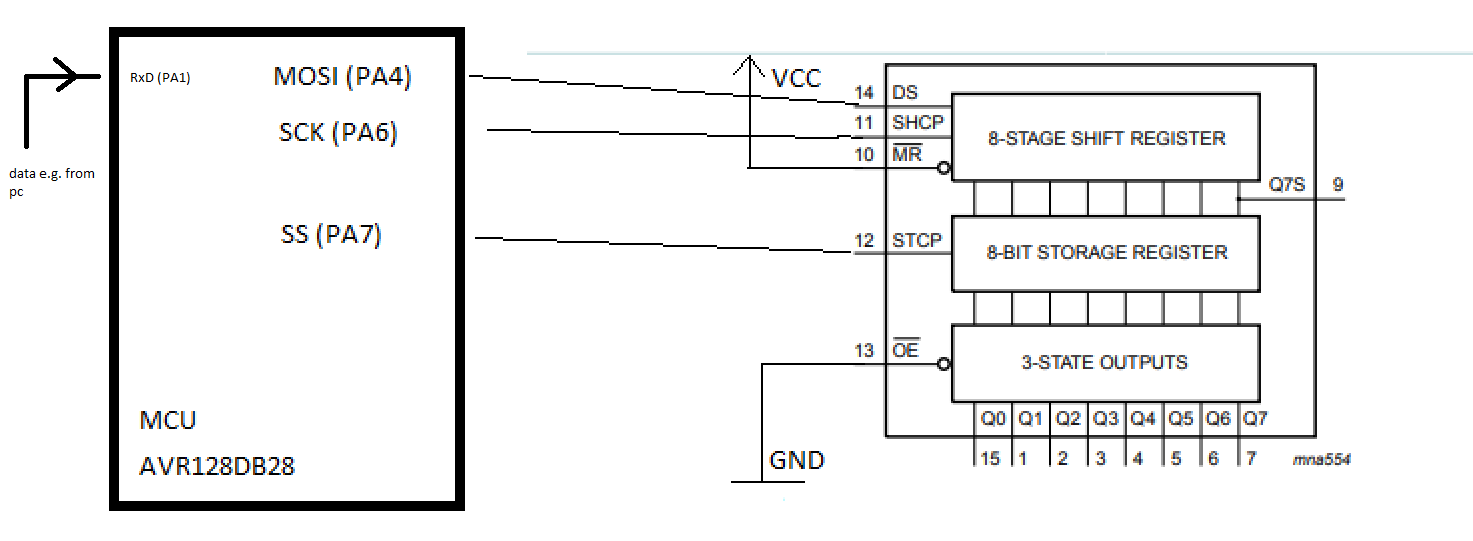 RxD (PA1)
MOSI (PA4)
SCK (PA6)
SS (PA7)
data e.g. from
pc
MCU
AVR128DB28
VCC
GND
14 DS
11 SHCP
10 MR
12 STCP
13 OE
8-STAGE SHIFT REGISTER
Q7S 9
8-BIT STORAGE REGISTER
3-STATE OUTPUTS
Q0 Q1 Q2 Q3 Q4 Q5 Q6 Q7
15 1 2 3 4 5 6 7
mna554